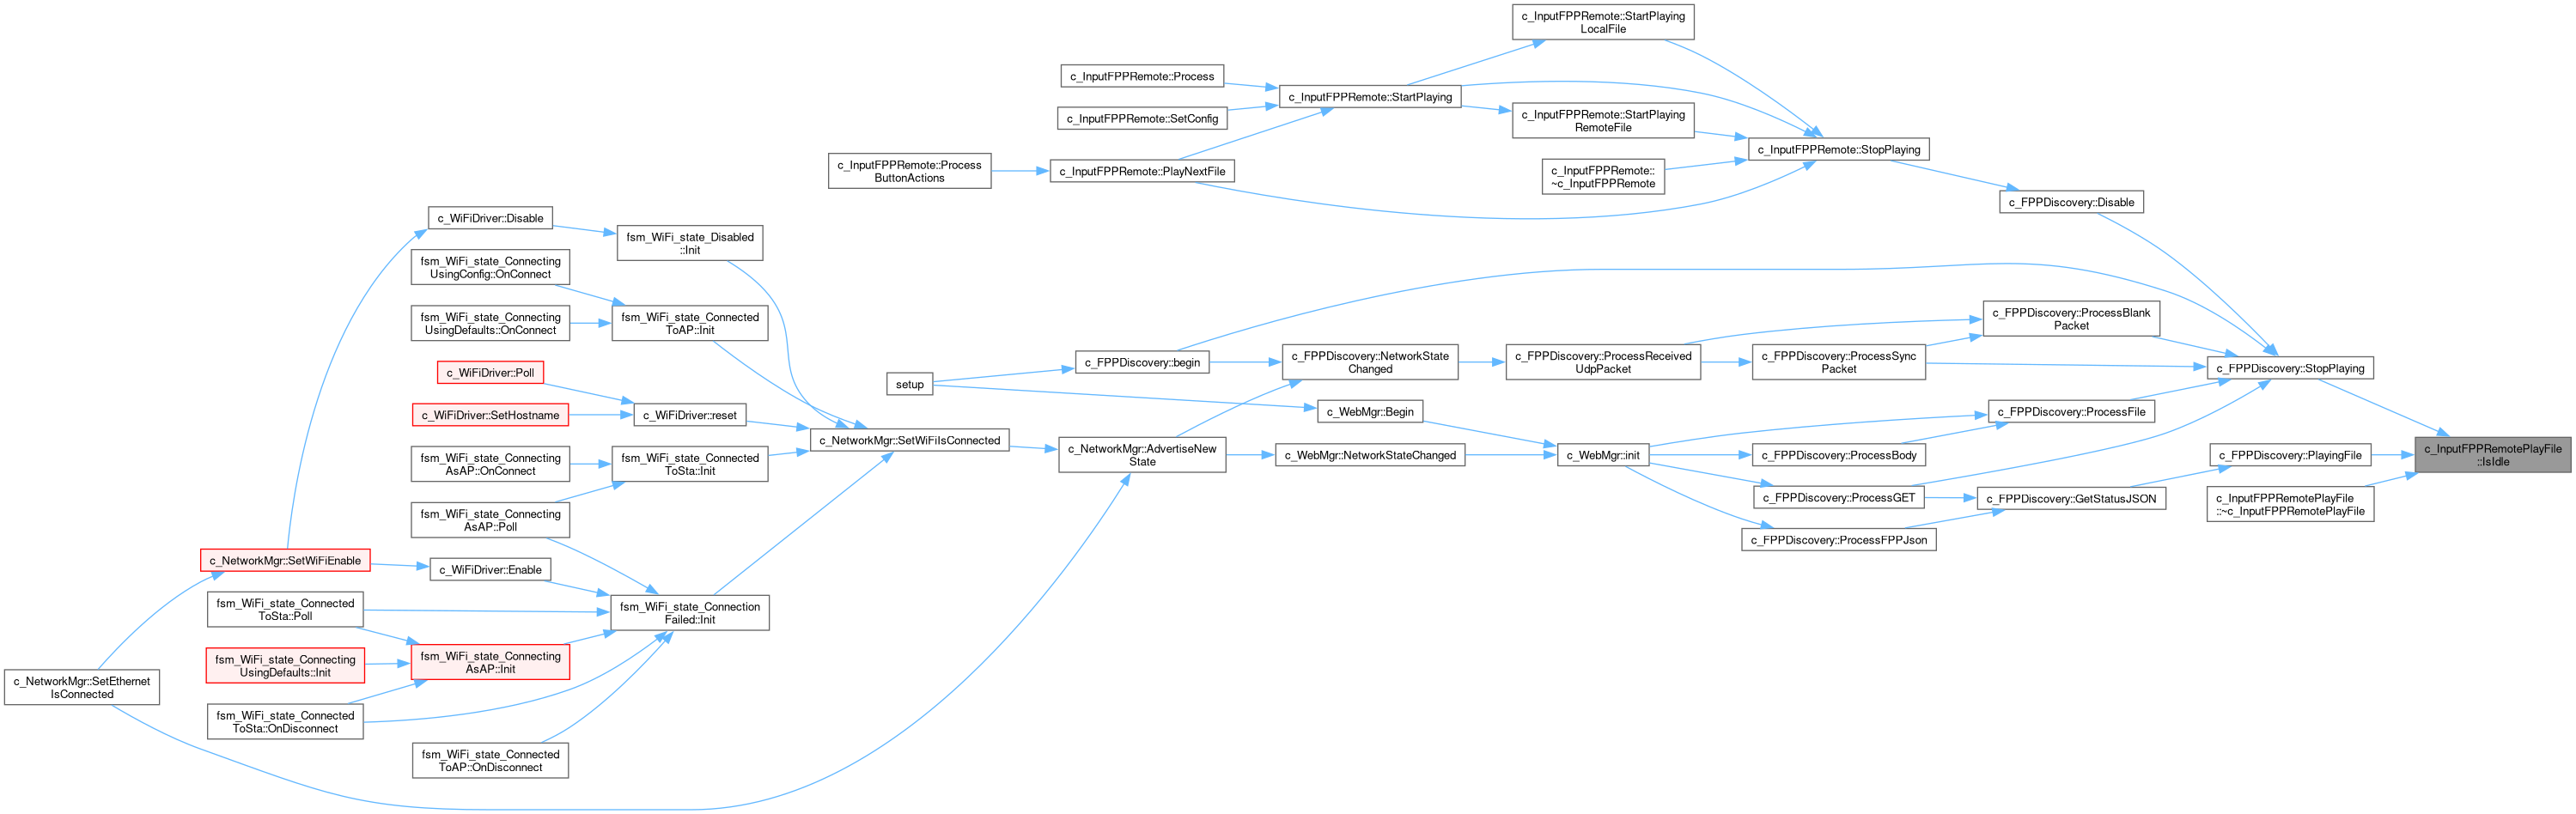 c_InputFPPRemote::StartPlaying
LocalFile
c_InputFPPRemote::Process
c_InputFPPRemote::StartPlaying
c_InputFPPRemote::SetConfig
c_InputFPPRemote::StartPlaying
RemoteFile
c_InputFPPRemote::StopPlaying
c_InputFPPRemote::Process
ButtonActions
c_InputFPPRemote::PlayNextFile
c_InputFPPRemote::
~c_InputFPPRemote
c_FPPDiscovery::Disable
c_WiFiDriver::Disable
fsm_WiFi_state_Disabled
::Init
fsm_WiFi_state_Connecting
UsingConfig::OnConnect
fsm_WiFi_state_Connecting
UsingDefaults::OnConnect
fsm_WiFi_state_Connected
ToAP::Init
c_FPPDiscovery::ProcessBlank
Packet
c_FPPDiscovery::begin
c_FPPDiscovery::NetworkState
Changed
c_FPPDiscovery::ProcessReceived
UdpPacket
c_FPPDiscovery::ProcessSync
Packet
c_FPPDiscovery::StopPlaying
c_WiFiDriver::Poll
setup
c_WiFiDriver::SetHostname
c_WiFiDriver::reset
c_WebMgr::Begin
c_FPPDiscovery::ProcessFile
c_NetworkMgr::SetWiFiIsConnected
c_NetworkMgr::AdvertiseNew
State
c_WebMgr::NetworkStateChanged
c_WebMgr::init
c_FPPDiscovery::ProcessBody
c_FPPDiscovery::PlayingFile
c_InputFPPRemotePlayFile
::IsIdle
fsm_WiFi_state_Connecting
AsAP::OnConnect
fsm_WiFi_state_Connected
ToSta::Init
c_FPPDiscovery::ProcessGET
c_FPPDiscovery::GetStatusJSON
c_InputFPPRemotePlayFile
::~c_InputFPPRemotePlayFile
fsm_WiFi_state_Connecting
AsAP::Poll
c_FPPDiscovery::ProcessFPPJson
c_NetworkMgr::SetWiFiEnable
c_WiFiDriver::Enable
fsm_WiFi_state_Connected
ToSta::Poll
fsm_WiFi_state_Connection
Failed::Init
fsm_WiFi_state_Connecting
UsingDefaults::Init
fsm_WiFi_state_Connecting
AsAP::Init
c_NetworkMgr::SetEthernet
IsConnected
fsm_WiFi_state_Connected
ToSta::OnDisconnect
fsm_WiFi_state_Connected
ToAP::OnDisconnect